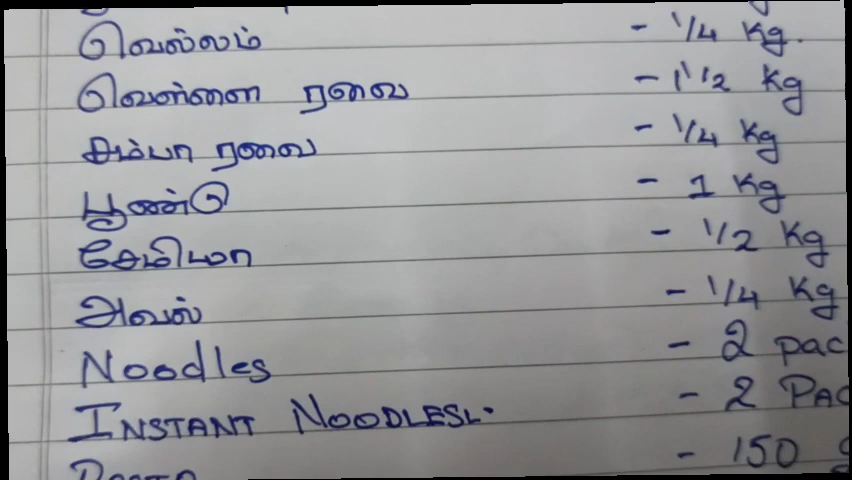 வெல்லம் - 1/4 Kg.
வெள்ளை ரவை - 1 1/2 Kg
சம்பா ரவை - 1/4 Kg
பூண்டு - 1 Kg
சேமியா - 1/2 Kg
அவல் - 1/4 Kg
Noodles - 2 pac
INSTANT NOODLES - 2 PAC
- 150